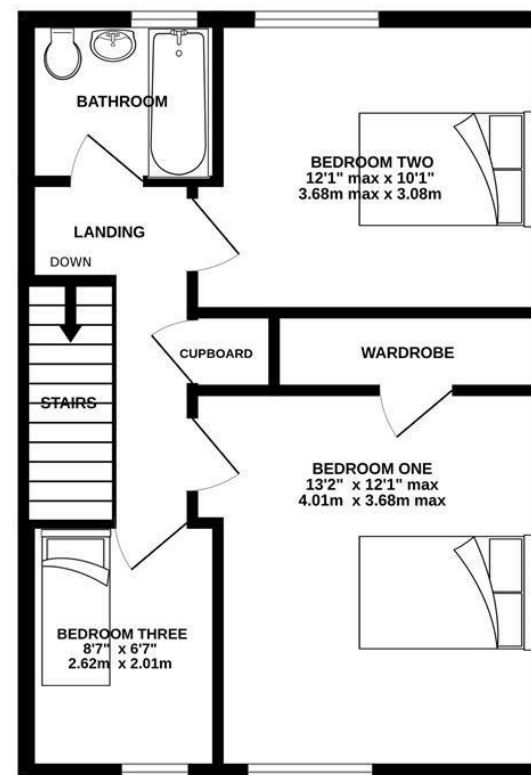 BATHROOM
BEDROOM TWO
12'1" max x 10'1"
3.68m max x 3.08m
LANDING
DOWN
CUPBOARD
WARDROBE
STAIRS
BEDROOM ONE
13'2" x 12'1" max
4.01m x 3.68m max
BEDROOM THREE
8'7" x 6'7"
2.62m x 2.01m